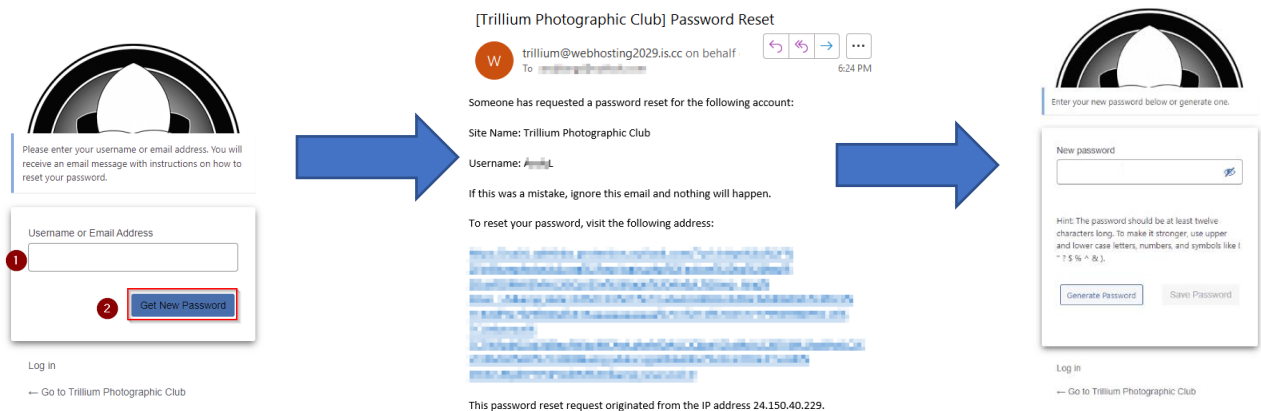 Please enter your username or email address. You will
receive an email message with instructions on how to
reset your password.
Username or Email Address
1
2
Get New Password
Log in
← Go to Trillium Photographic Club
[Trillium Photographic Club] Password Reset
W
trillium@webhosting2029.is.cc on behalf
To
6:24 PM
Someone has requested a password reset for the following account:
Site Name: Trillium Photographic Club
Username:
If this was a mistake, ignore this email and nothing will happen.
To reset your password, visit the following address:
This password reset request originated from the IP address 24.150.40.229.
Enter your new password below or generate one.
New password
Hint: The password should be at least twelve
characters long. To make it stronger, use upper
and lower case letters, numbers, and symbols like !
" ? $ % ^ & ).
Generate Password
Save Password
Log in
← Go to Trillium Photographic Club